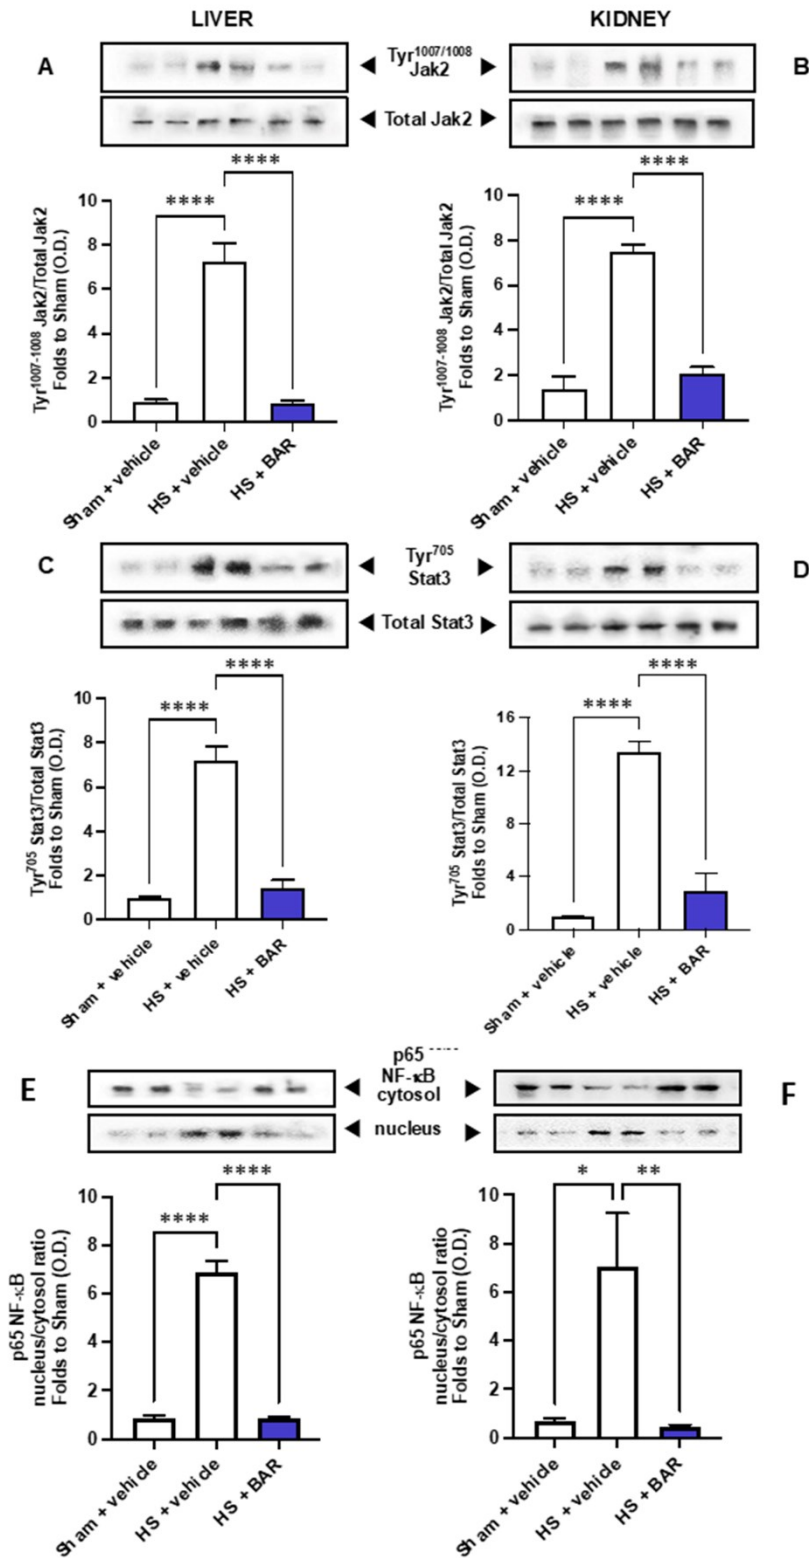 LIVER
KIDNEY
A
Tyr1007/1008
Jak2
B
Total Jak2
****
****
Tyr1007-1008 Jak2/Total Jak2
Folds to Sham (O.D.)
10
8
6
4
2
0
Sham + vehicle
HS + vehicle
HS + BAR
****
****
Tyr1007-1008 Jak2/Total Jak2
Folds to Sham (O.D.)
10
8
6
4
2
0
Sham + vehicle
HS + vehicle
HS + BAR
C
Tyr705
Stat3
D
Total Stat3
****
****
Tyr705 Stat3/Total Stat3
Folds to Sham (O.D.)
10
8
6
4
2
0
Sham + vehicle
HS + vehicle
HS + BAR
****
****
Tyr705 Stat3/Total Stat3
Folds to Sham (O.D.)
16
12
8
4
0
Sham + vehicle
HS + vehicle
HS + BAR
E
p65
NF-κB
cytosol
F
nucleus
****
****
p65 NF-κB
nucleus/cytosol ratio
Folds to Sham (O.D.)
10
8
6
4
2
0
Sham + vehicle
HS + vehicle
HS + BAR
*
**
p65 NF-κB
nucleus/cytosol ratio
Folds to Sham (O.D.)
10
8
6
4
2
0
Sham + vehicle
HS + vehicle
HS + BAR